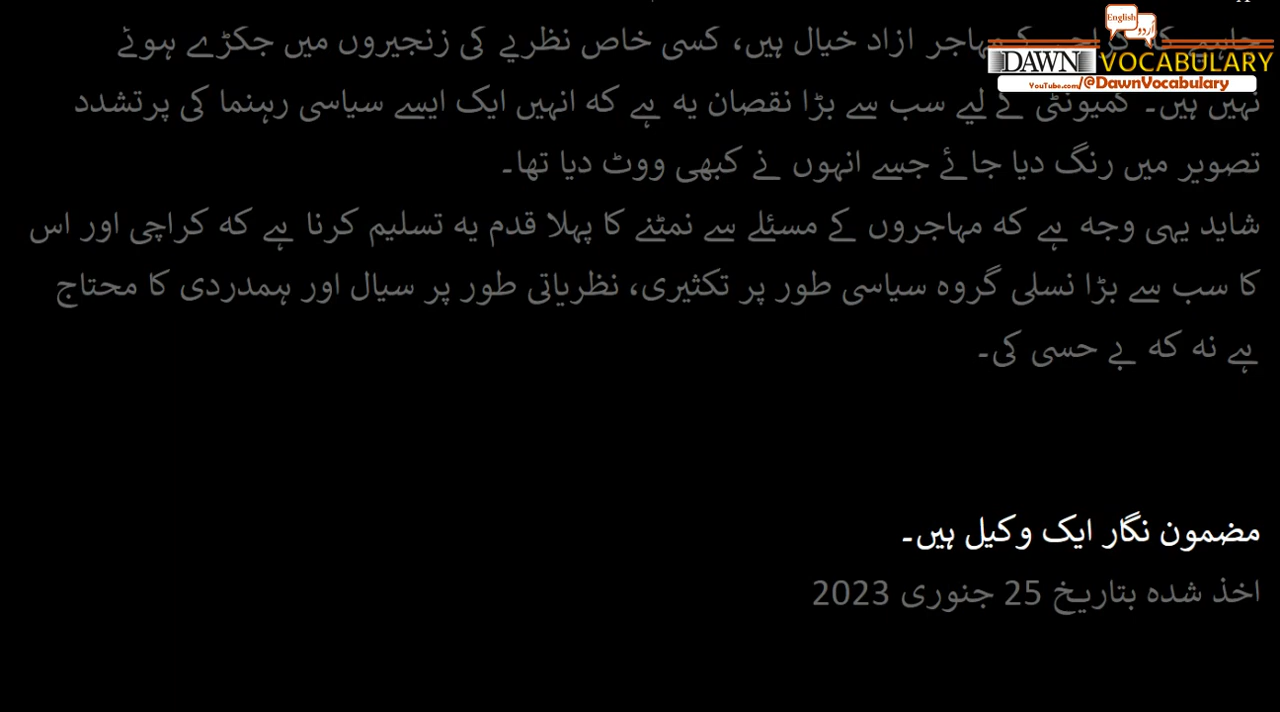 English
اُردو
DAWN VOCABULARY
YouTube.com/@DawnVocabulary
مہاجر ازاد خیال ہیں، کسی خاص نظریے کی زنجیروں میں جکڑے ہوئے
نہیں ہیں۔ کمیونٹی کے لیے سب سے بڑا نقصان یہ ہے کہ انہیں ایک ایسے سیاسی رہنما کی پرتشدد
تصویر میں رنگ دیا جائے جسے انہوں نے کبھی ووٹ دیا تھا۔
شاید یہی وجہ ہے کہ مہاجروں کے مسئلے سے نمٹنے کا پہلا قدم یہ تسلیم کرنا ہے کہ کراچی اور اس
کا سب سے بڑا نسلی گروہ سیاسی طور پر تکثیری، نظریاتی طور پر سیال اور ہمدردی کا محتاج
ہے نہ کہ بے حسی کی۔
مضمون نگار ایک وکیل ہیں۔
اخذ شدہ بتاریخ 25 جنوری 2023